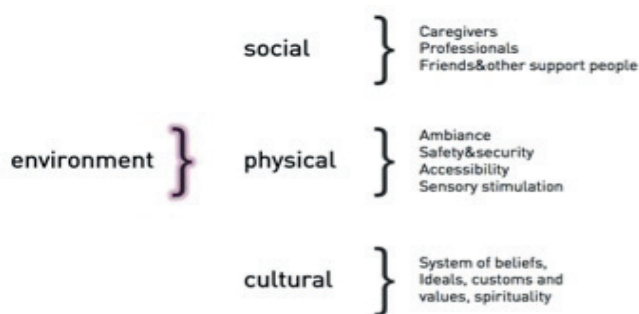 social
Caregivers
Professionals
Friends&other support people
environment
physical
Ambiance
Safety&security
Accessibility
Sensory stimulation
cultural
System of beliefs,
Ideals, customs and
values, spirituality